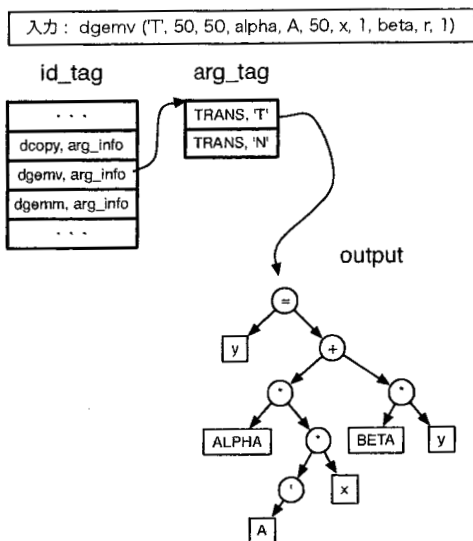 入力： dgemv ('T', 50, 50, alpha, A, 50, x, 1, beta, r, 1)
id_tag
arg_tag
. . .
dcopy, arg_info
dgemv, arg_info
dgemm, arg_info
. . .
TRANS, 'T'
TRANS, 'N'
output
=
y
+
*
*
ALPHA
*
BETA
y
'
x
A